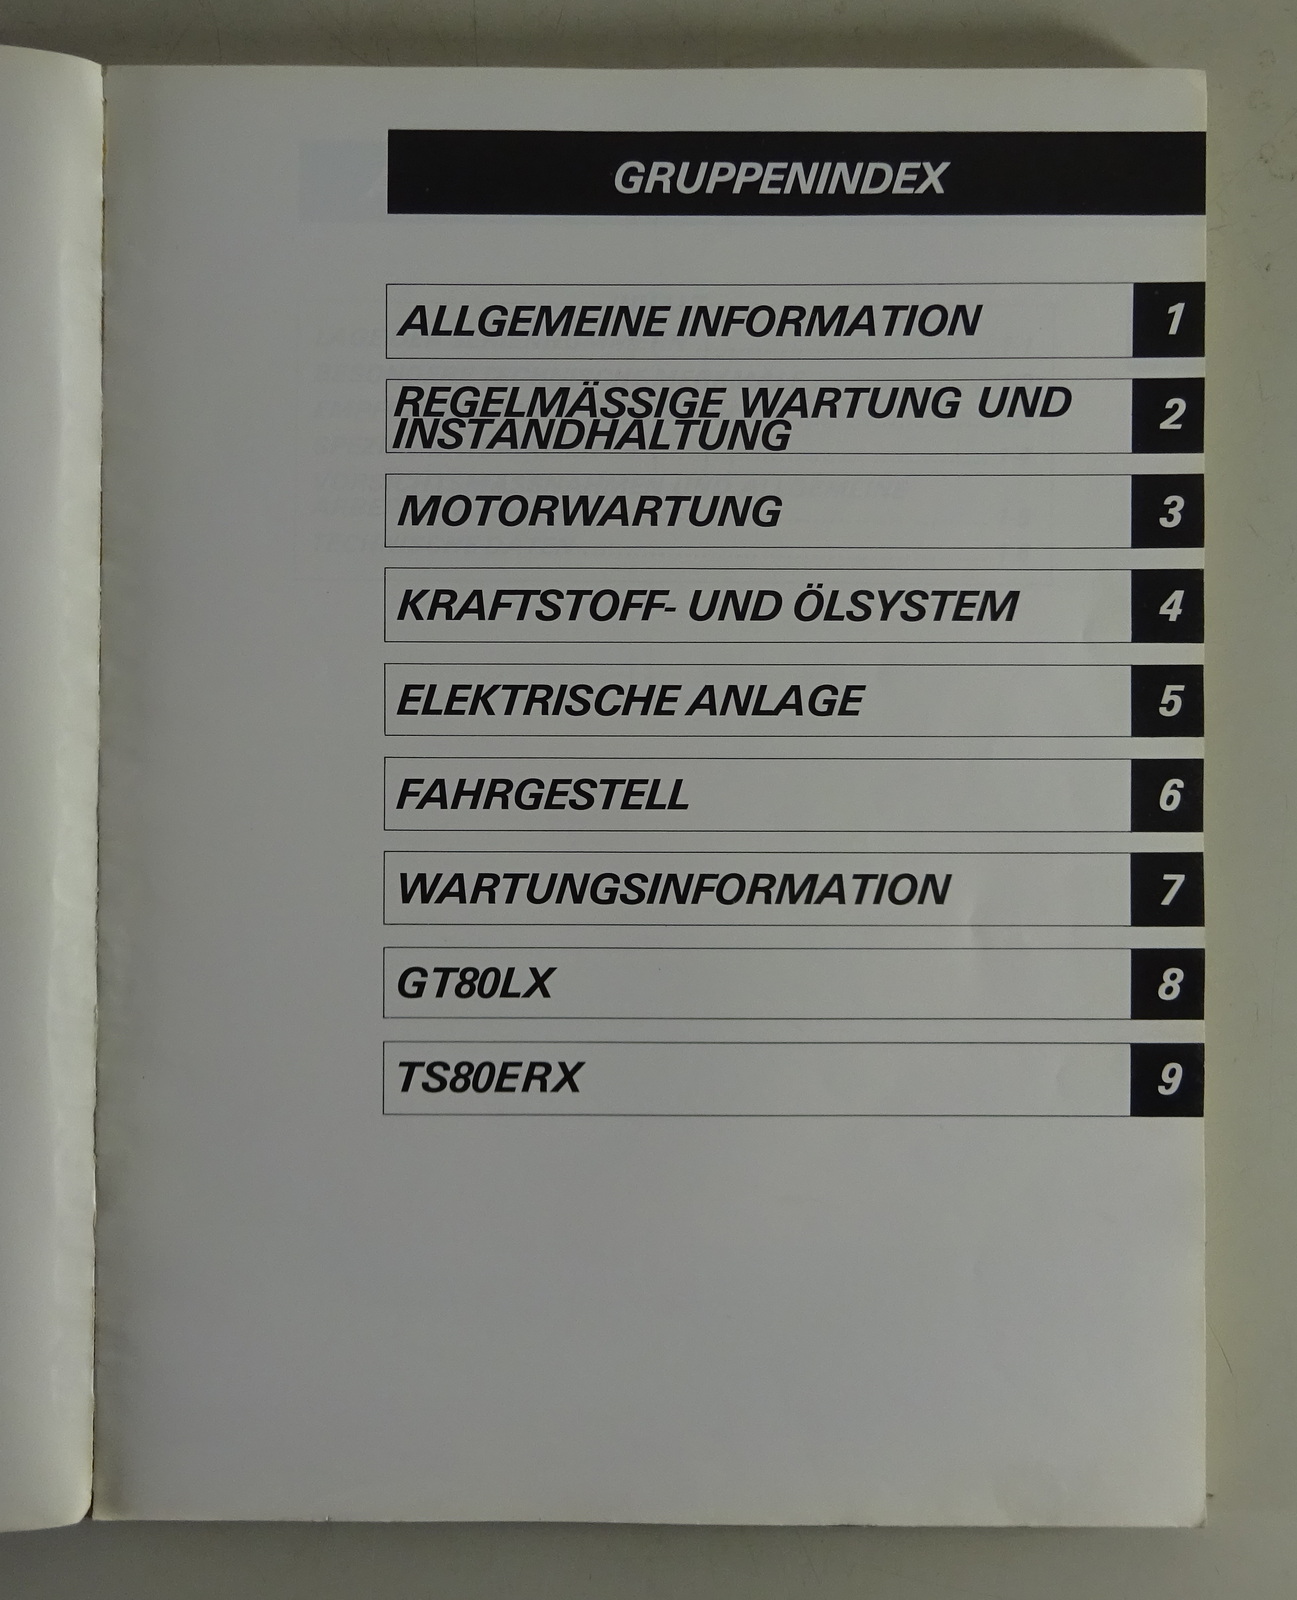 GRUPPENINDEX
ALLGEMEINE INFORMATION 1
REGELMÄSSIGE WARTUNG UND
INSTANDHALTUNG 2
MOTORWARTUNG 3
KRAFTSTOFF- UND ÖLSYSTEM 4
ELEKTRISCHE ANLAGE 5
FAHRGESTELL 6
WARTUNGSINFORMATION 7
GT80LX 8
TS80ERX 9